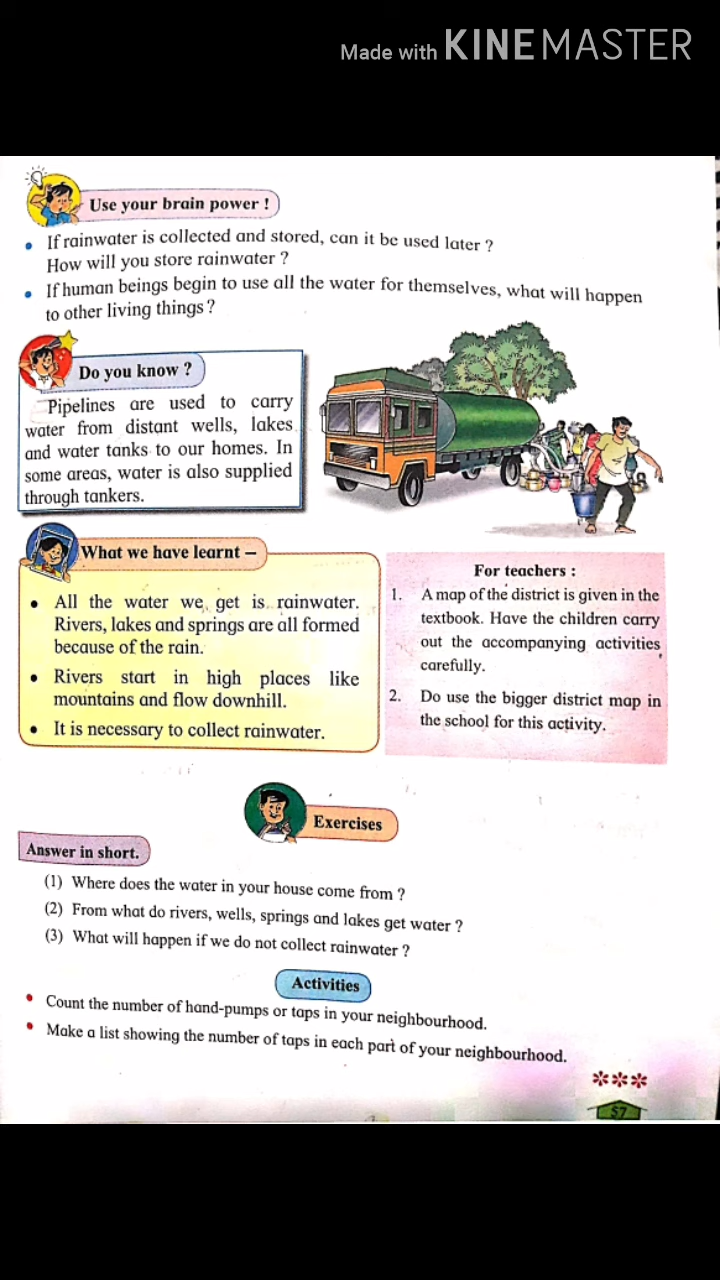 Made with KINEMASTER
Use your brain power !
• If rainwater is collected and stored, can it be used later ?
How will you store rainwater ?
• If human beings begin to use all the water for themselves, what will happen
to other living things ?
Do you know ?
Pipelines are used to carry
water from distant wells, lakes
and water tanks to our homes. In
some areas, water is also supplied
through tankers.
What we have learnt –
• All the water we get is rainwater.
Rivers, lakes and springs are all formed
because of the rain.
• Rivers start in high places like
mountains and flow downhill.
• It is necessary to collect rainwater.
For teachers :
1. A map of the district is given in the
textbook. Have the children carry
out the accompanying activities
carefully.
2. Do use the bigger district map in
the school for this activity.
Exercises
Answer in short.
(1) Where does the water in your house come from ?
(2) From what do rivers, wells, springs and lakes get water ?
(3) What will happen if we do not collect rainwater ?
Activities
• Count the number of hand-pumps or taps in your neighbourhood.
• Make a list showing the number of taps in each part of your neighbourhood.
***
57